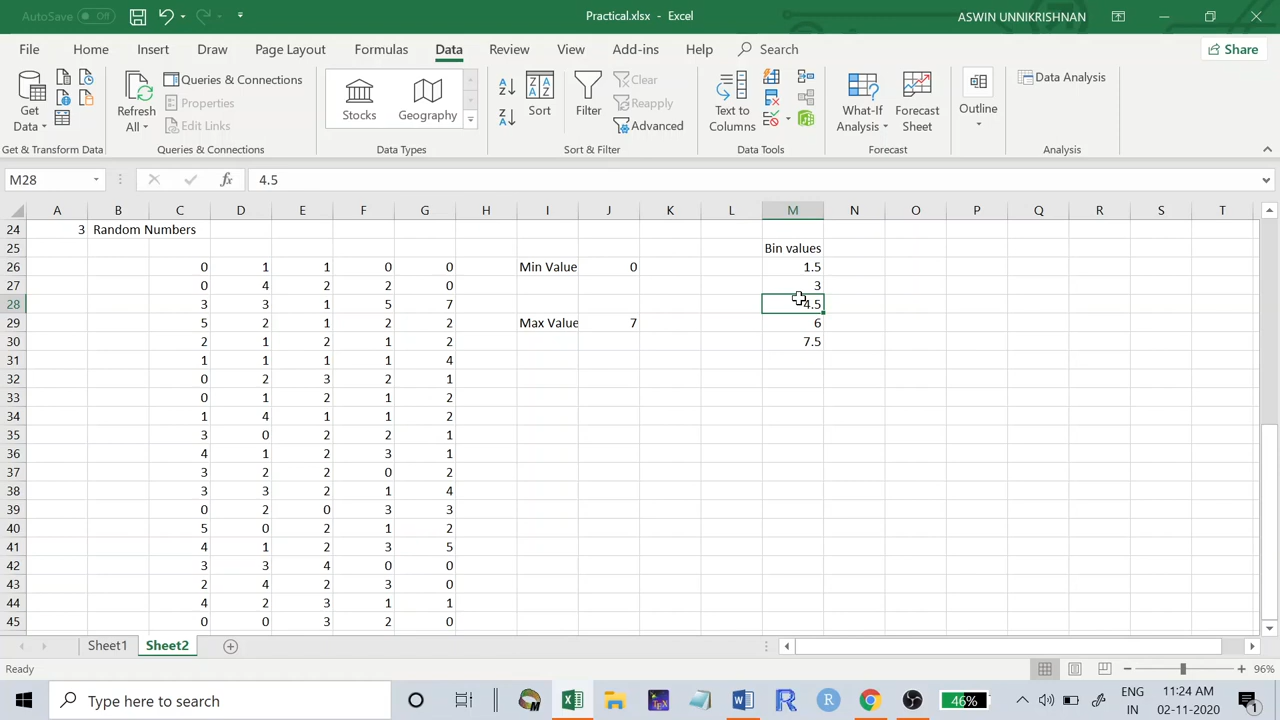 AutoSave Off Practical.xlsx - Excel ASWIN UNNIKRISHNAN
File Home Insert Draw Page Layout Formulas Data Review View Add-ins Help Search Share
Get Data Refresh All Queries & Connections Properties Edit Links Stocks Geography Sort Filter Clear Reapply Advanced Text to Columns What-If Analysis Forecast Sheet Outline Data Analysis
Get & Transform Data Queries & Connections Data Types Sort & Filter Data Tools Forecast Analysis
M28 fx 4.5
A B C D E F G H I J K L M N O P Q R S T
24 3 Random Numbers
25 Bin values
26 0 1 1 0 0 Min Value 0 1.5
27 0 4 2 2 0 3
28 3 3 1 5 7 4.5
29 5 2 1 2 2 Max Value 7 6
30 2 1 2 1 2 7.5
31 1 1 1 1 4
32 0 2 3 2 1
33 0 1 2 1 2
34 1 4 1 1 2
35 3 0 2 2 1
36 4 1 2 3 1
37 3 2 2 0 2
38 3 3 2 1 4
39 0 2 0 3 3
40 5 0 2 1 2
41 4 1 2 3 5
42 3 3 4 0 0
43 2 4 2 3 0
44 4 2 3 1 1
45 0 0 3 2 0
Sheet1 Sheet2
Ready 96%
Type here to search 46% ENG IN 11:24 AM 02-11-2020 1